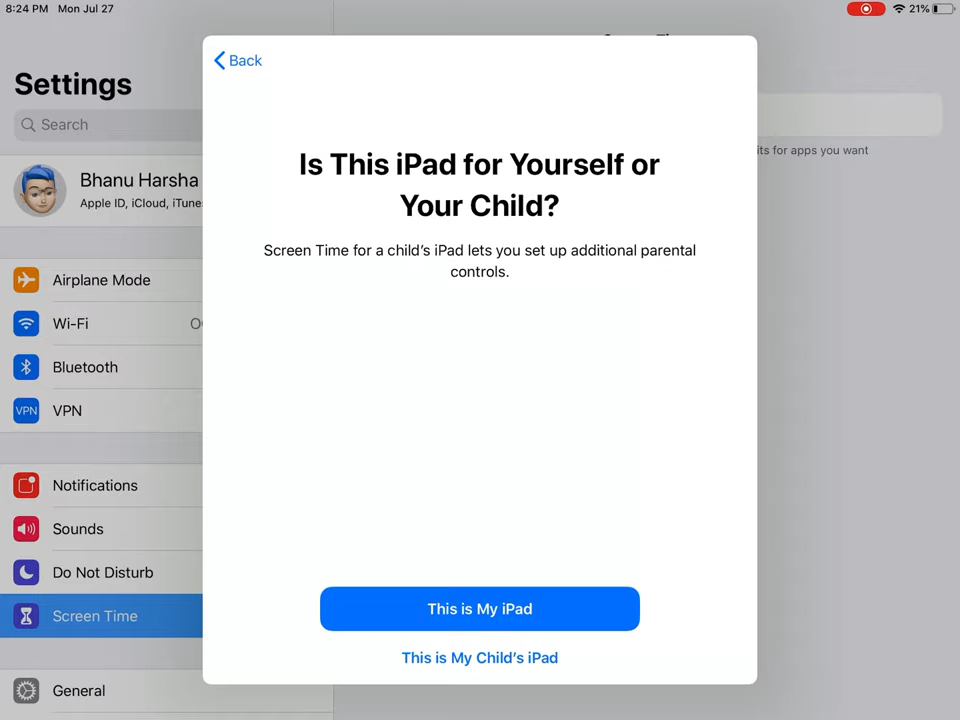 8:24 PM Mon Jul 27
21%
Back
Settings
Search
Is This iPad for Yourself or
Your Child?
its for apps you want
Bhanu Harsha
Apple ID, iCloud,
Screen Time for a child's iPad lets you set up additional parental
controls.
Airplane Mode
Wi-Fi
Bluetooth
VPN VPN
Notifications
Sounds
Do Not Disturb
Screen Time
This is My iPad
This is My Child's iPad
General